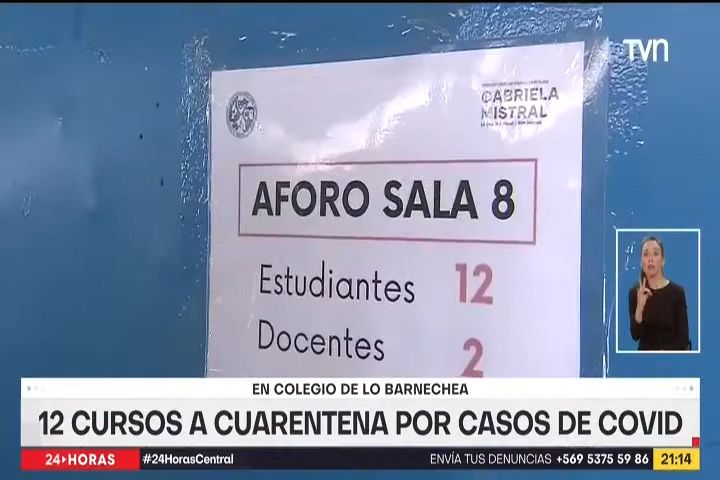 TVN
GABRIELA
MISTRAL
AFORO SALA 8
Estudiantes 12
Docentes 2
EN COLEGIO DE LO BARNECHEA
12 CURSOS A CUARENTENA POR CASOS DE COVID
24 HORAS #24HorasCentral ENVÍA TUS DENUNCIAS +569 5375 59 86 21:14